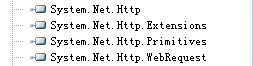 System.Net.Http
System.Net.Http.Extensions
System.Net.Http.Primitives
System.Net.Http.WebRequest